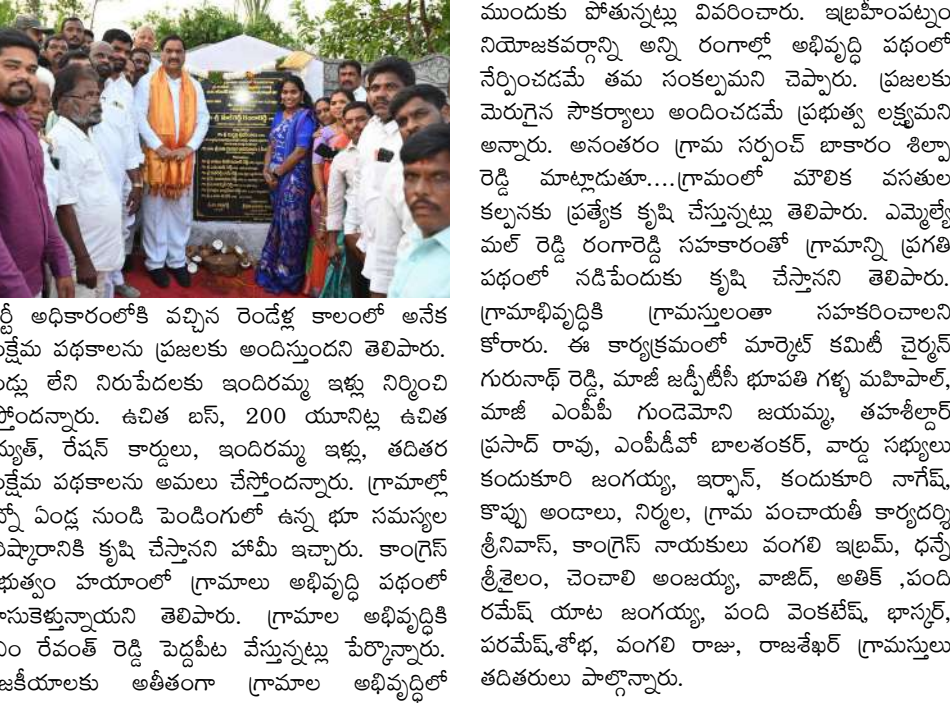 ర్టీ అధికారంలోకి వచ్చిన రెండేళ్ల కాలంలో అనేక
క్షేమ పథకాలను ప్రజలకు అందిస్తుందని తెలిపారు.
డ్లు లేని నిరుపేదలకు ఇందిరమ్మ ఇళ్లు నిర్మించి
స్తోందన్నారు. ఉచిత బస్, 200 యూనిట్ల ఉచిత
ద్యుత్, రేషన్ కార్డులు, ఇందిరమ్మ ఇళ్లు, తదితర
క్షేమ పథకాలను అమలు చేస్తోందన్నారు. గ్రామాల్లో
న్నో ఏండ్ల నుండి పెండింగులో ఉన్న భూ సమస్యల
రిష్కారానికి కృషి చేస్తానని హామీ ఇచ్చారు. కాంగ్రెస్
భుత్వం హయాంలో గ్రామాలు అభివృద్ధి పథంలో
సుకెళ్తున్నాయని తెలిపారు. గ్రామాల అభివృద్ధికి
ఎం రేవంత్ రెడ్డి పెద్దపీట వేస్తున్నట్లు పేర్కొన్నారు.
జకీయాలకు అతీతంగా గ్రామాల అభివృద్ధిలో
ముందుకు పోతున్నట్లు వివరించారు. ఇబ్రహీంపట్నం
నియోజకవర్గాన్ని అన్ని రంగాల్లో అభివృద్ధి పథంలో
నేర్పించడమే తమ సంకల్పమని చెప్పారు. ప్రజలకు
మెరుగైన సౌకర్యాలు అందించడమే ప్రభుత్వ లక్ష్యమని
అన్నారు. అనంతరం గ్రామ సర్పంచ్ బాకారం శిల్పా
రెడ్డి మాట్లాడుతూ....గ్రామంలో మౌలిక వసతుల
కల్పనకు ప్రత్యేక కృషి చేస్తున్నట్లు తెలిపారు. ఎమ్మెల్యే
మల్ రెడ్డి రంగారెద్ది సహకారంతో గ్రామాన్ని ప్రగతి
పథంలో నడిపేందుకు కృషి చేస్తానని తెలిపారు.
గ్రామాభివృద్ధికి గ్రామస్తులంతా సహకరించాలని
కోరారు. ఈ కార్యక్రమంలో మార్కెట్ కమిటీ చైర్మన్
గురునాథ్ రెడ్డి, మాజీ జడ్పీటీసీ భూపతి గళ్ళ మహిపాల్,
మాజీ ఎంపీపీ గుండెమోని జయమ్మ, తహశీల్దార్
ప్రసాద్ రావు, ఎంపీడీవో బాలశంకర్, వార్డు సభ్యులు
కందుకూరి జంగయ్య, ఇర్ఫాన్, కందుకూరి నాగేష్,
కొప్పు అండాలు, నిర్మల, గ్రామ పంచాయతీ కార్యదర్శి
శ్రీనివాస్, కాంగ్రెస్ నాయకులు వంగలి ఇబ్రమ్, ధన్నే
శ్రీశైలం, చెంచాలి అంజయ్య, వాజిద్, అతిక్ ,పంది
రమేష్ యాట జంగయ్య, పంది వెంకటేష్, భాస్కర్,
పరమేష్,శోభ, వంగలి రాజు, రాజశేఖర్ గ్రామస్తులు
తదితరులు పాల్గొన్నారు.